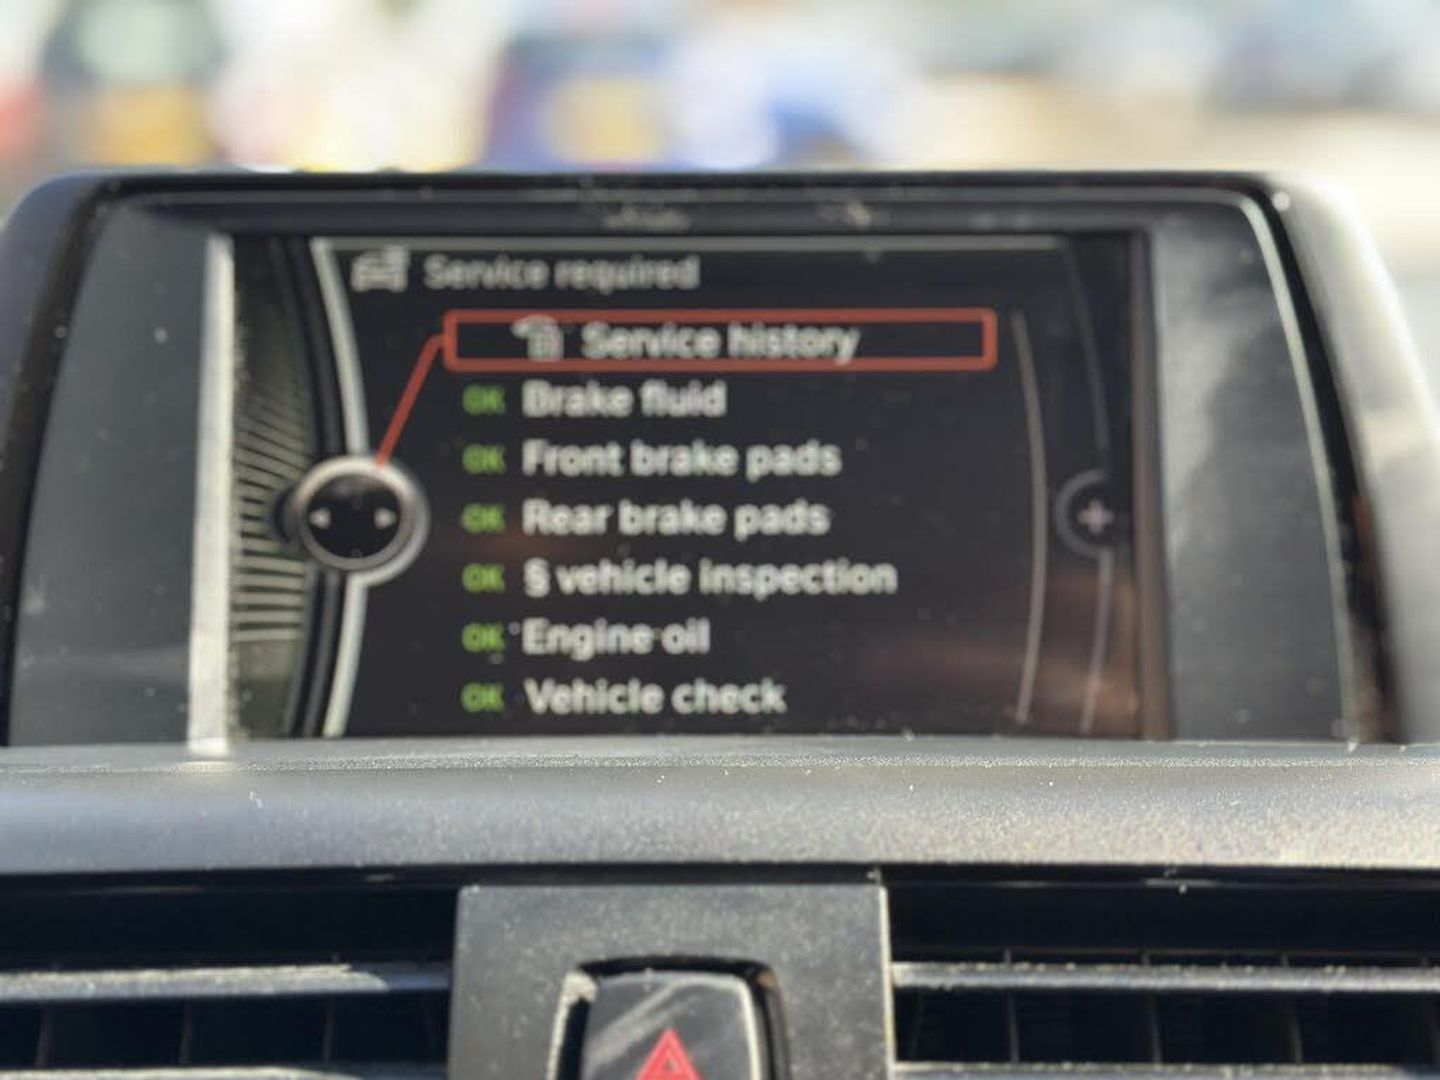 Service required
Service history
OK Brake fluid
OK Front brake pads
OK Rear brake pads
OK § vehicle inspection
OK Engine oil
OK Vehicle check